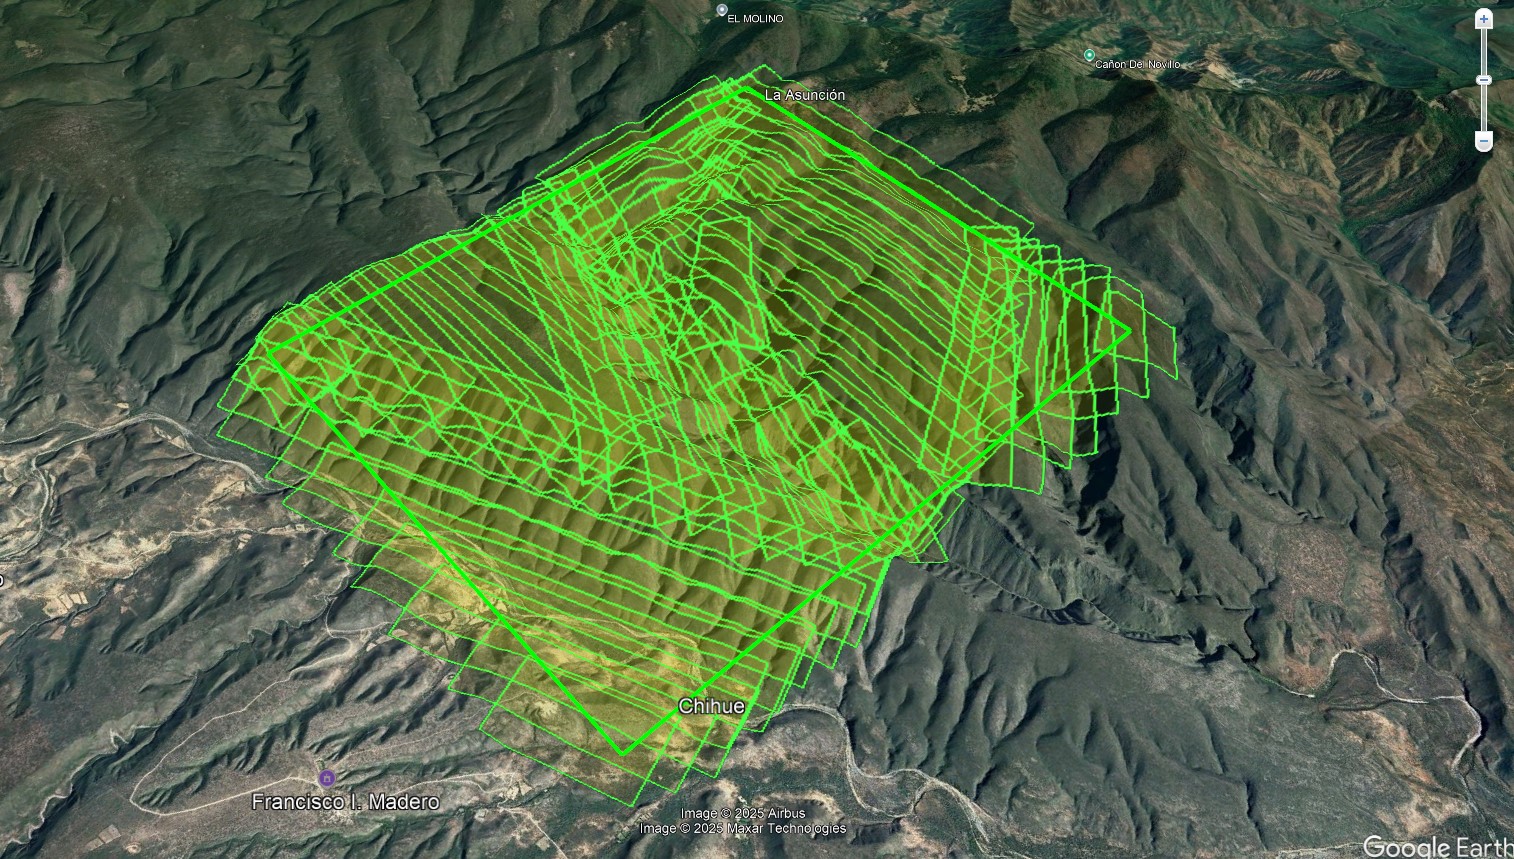 EL MOLINO
Cañon Del Novillo
La Asunción
Chihue
Francisco I. Madero
Image © 2025 Airbus
Image © 2025 Maxar Technologies
Google Earth